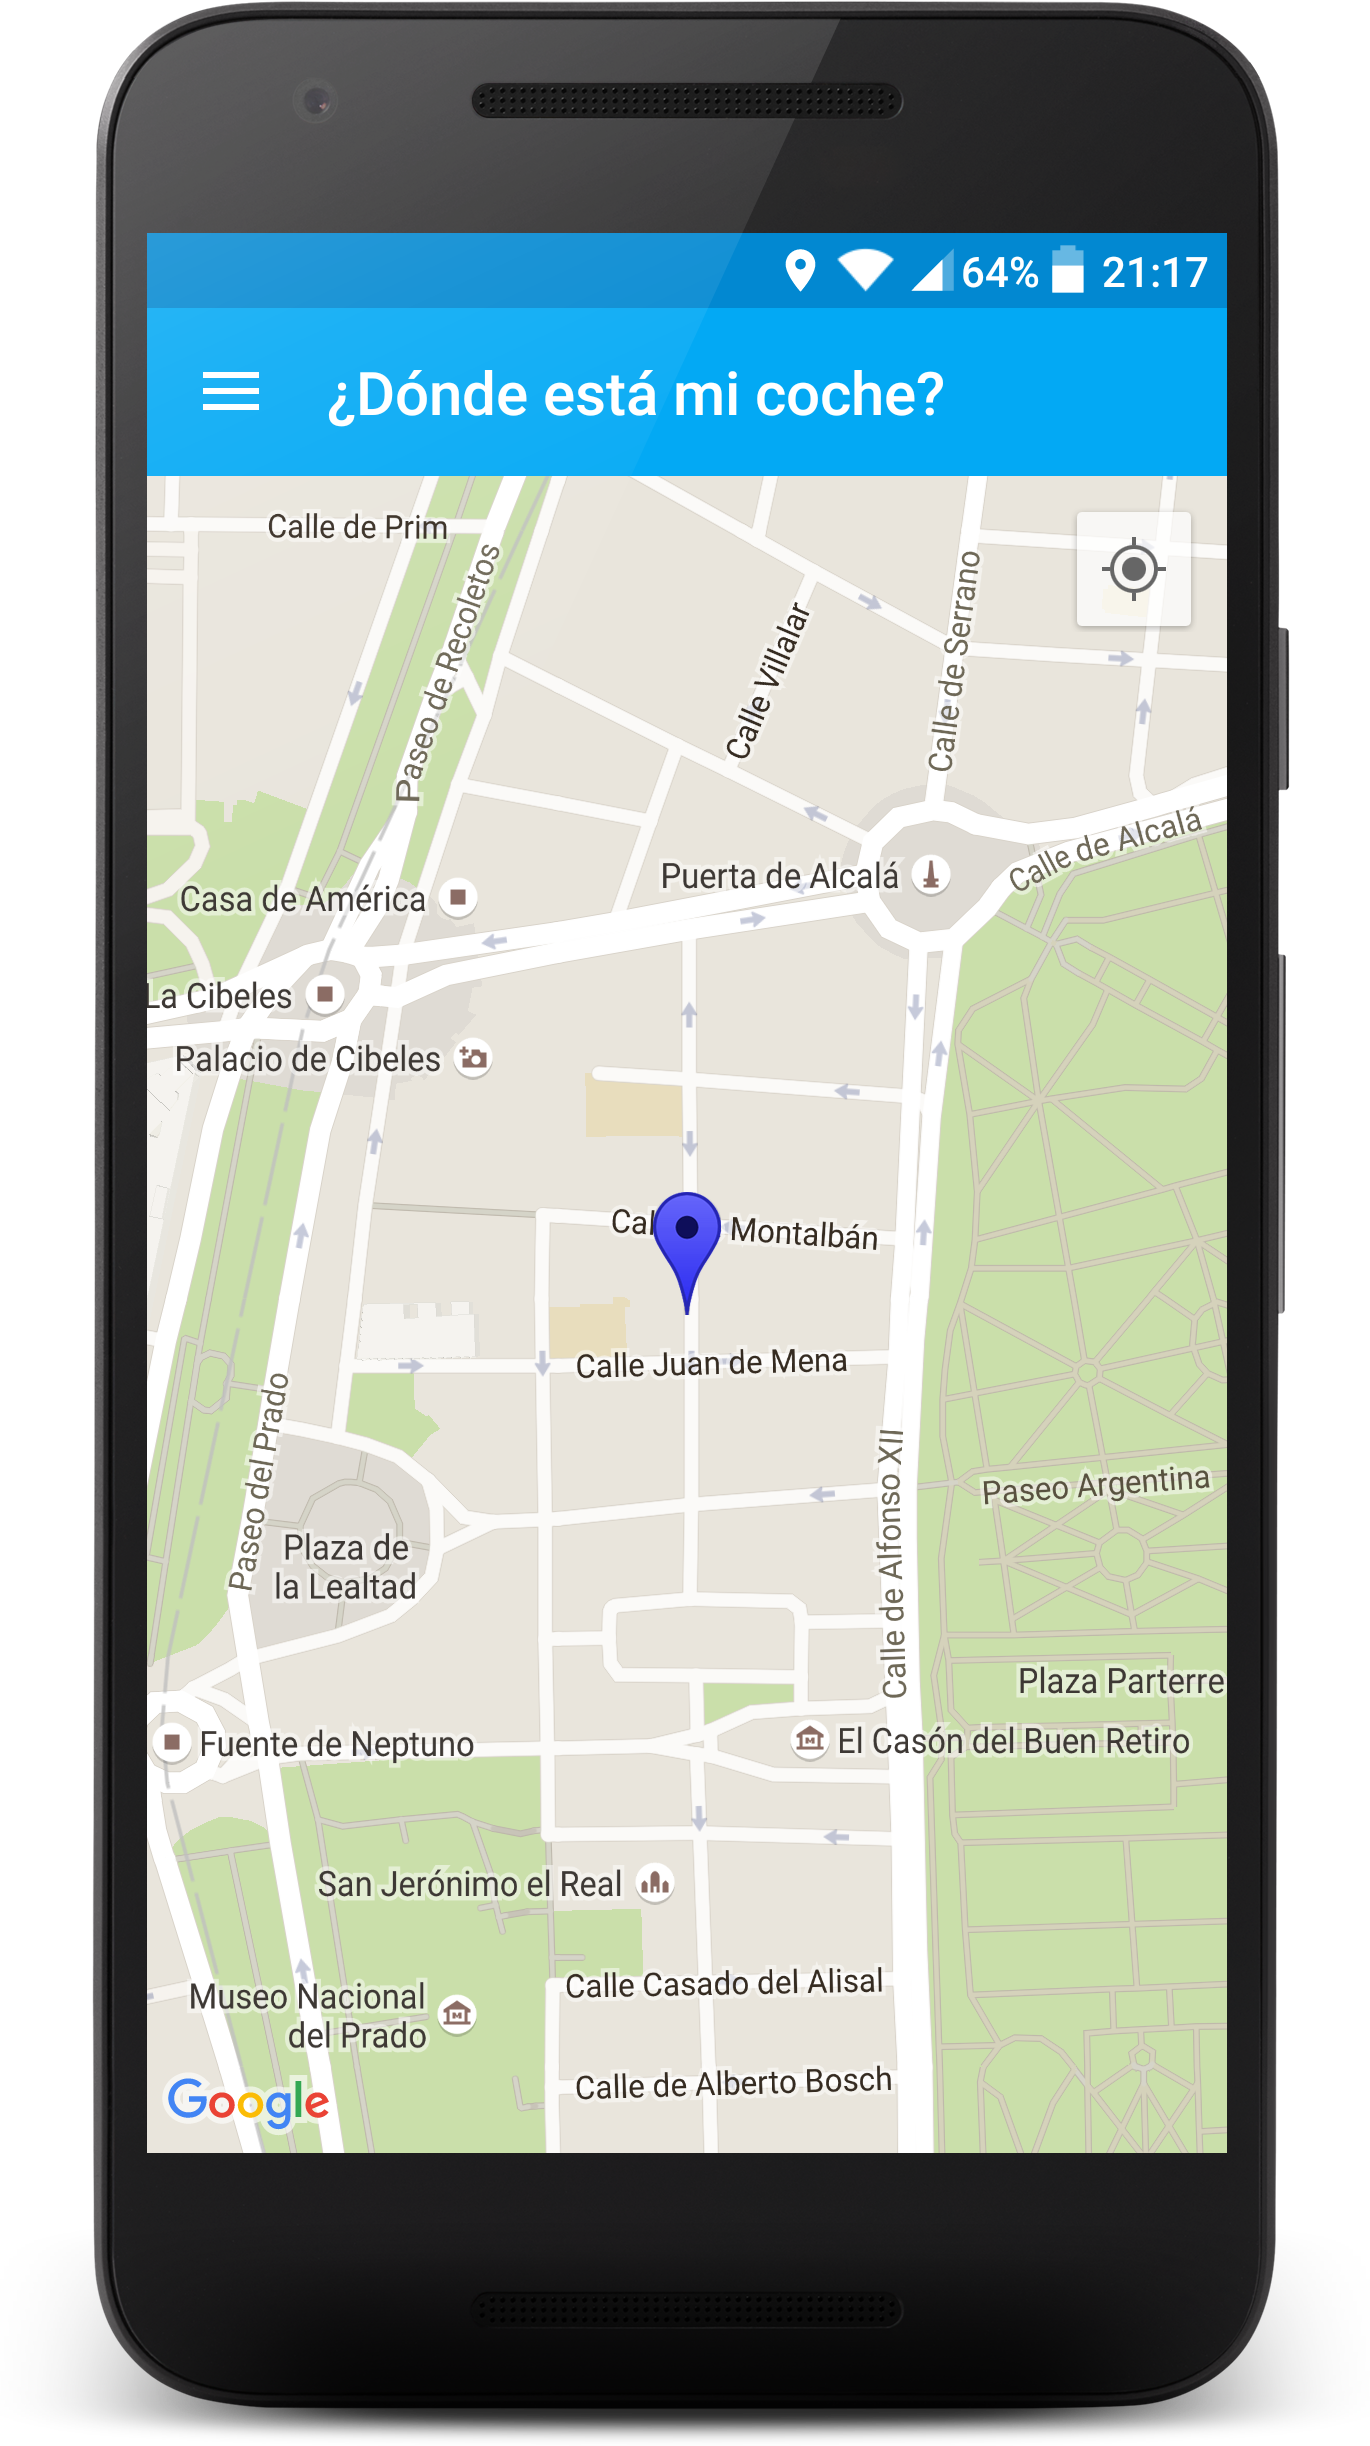 64% 21:17
¿Dónde está mi coche?
Calle de Prim
Paseo de Recoletos
Calle Villalar
Calle de Serrano
Calle de Alcalá
Puerta de Alcalá
Casa de América
La Cibeles
Palacio de Cibeles
Cal Montalbán
Calle Juan de Mena
Paseo del Prado
Calle de Alfonso XII
Paseo Argentina
Plaza de
la Lealtad
Plaza Parterre
Fuente de Neptuno
El Casón del Buen Retiro
San Jerónimo el Real
Calle Casado del Alisal
Museo Nacional
del Prado
Calle de Alberto Bosch
Google